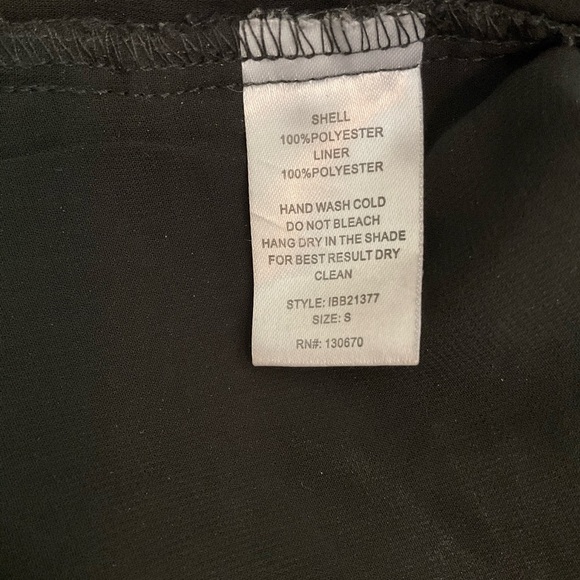 SHELL
100%POLYESTER
LINER
100%POLYESTER
HAND WASH COLD
DO NOT BLEACH
HANG DRY IN THE SHADE
FOR BEST RESULT DRY
CLEAN
STYLE: IBB21377
SIZE: S
RN#: 130670